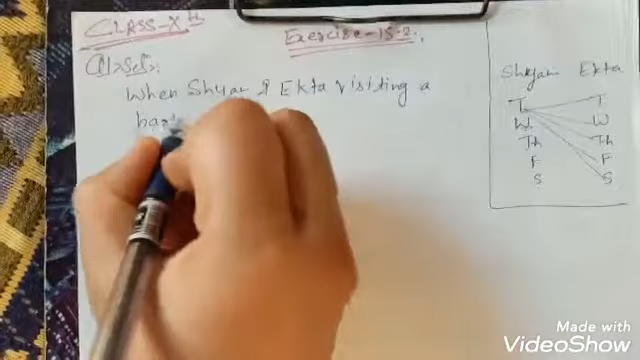 CLASS-Xth
Exercise-15.2.
Q1>Sol>.
When Shyam & Ekta visiting a
Shyam Ekta
T T
W W
Th Th
F F
S S
Made with
VideoShow